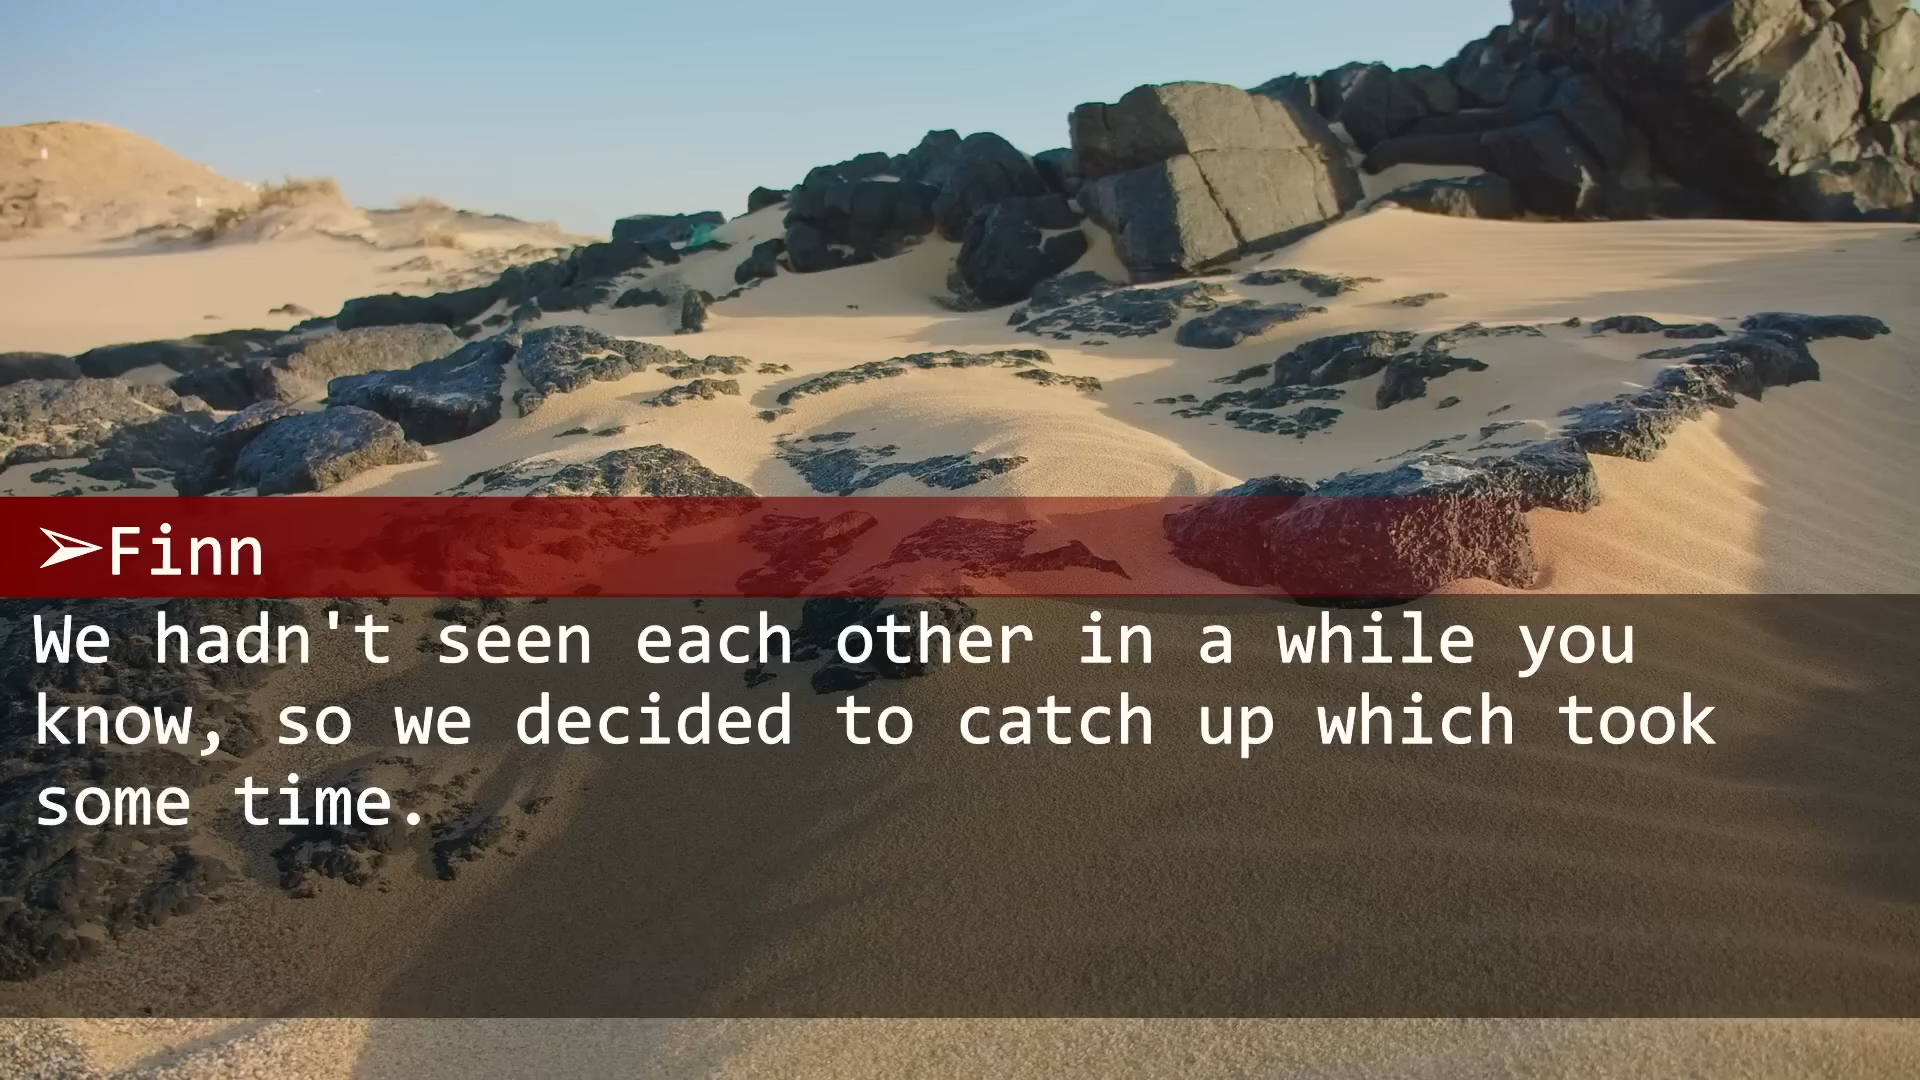 ➢Finn
We hadn't seen each other in a while you
know, so we decided to catch up which took
some time.